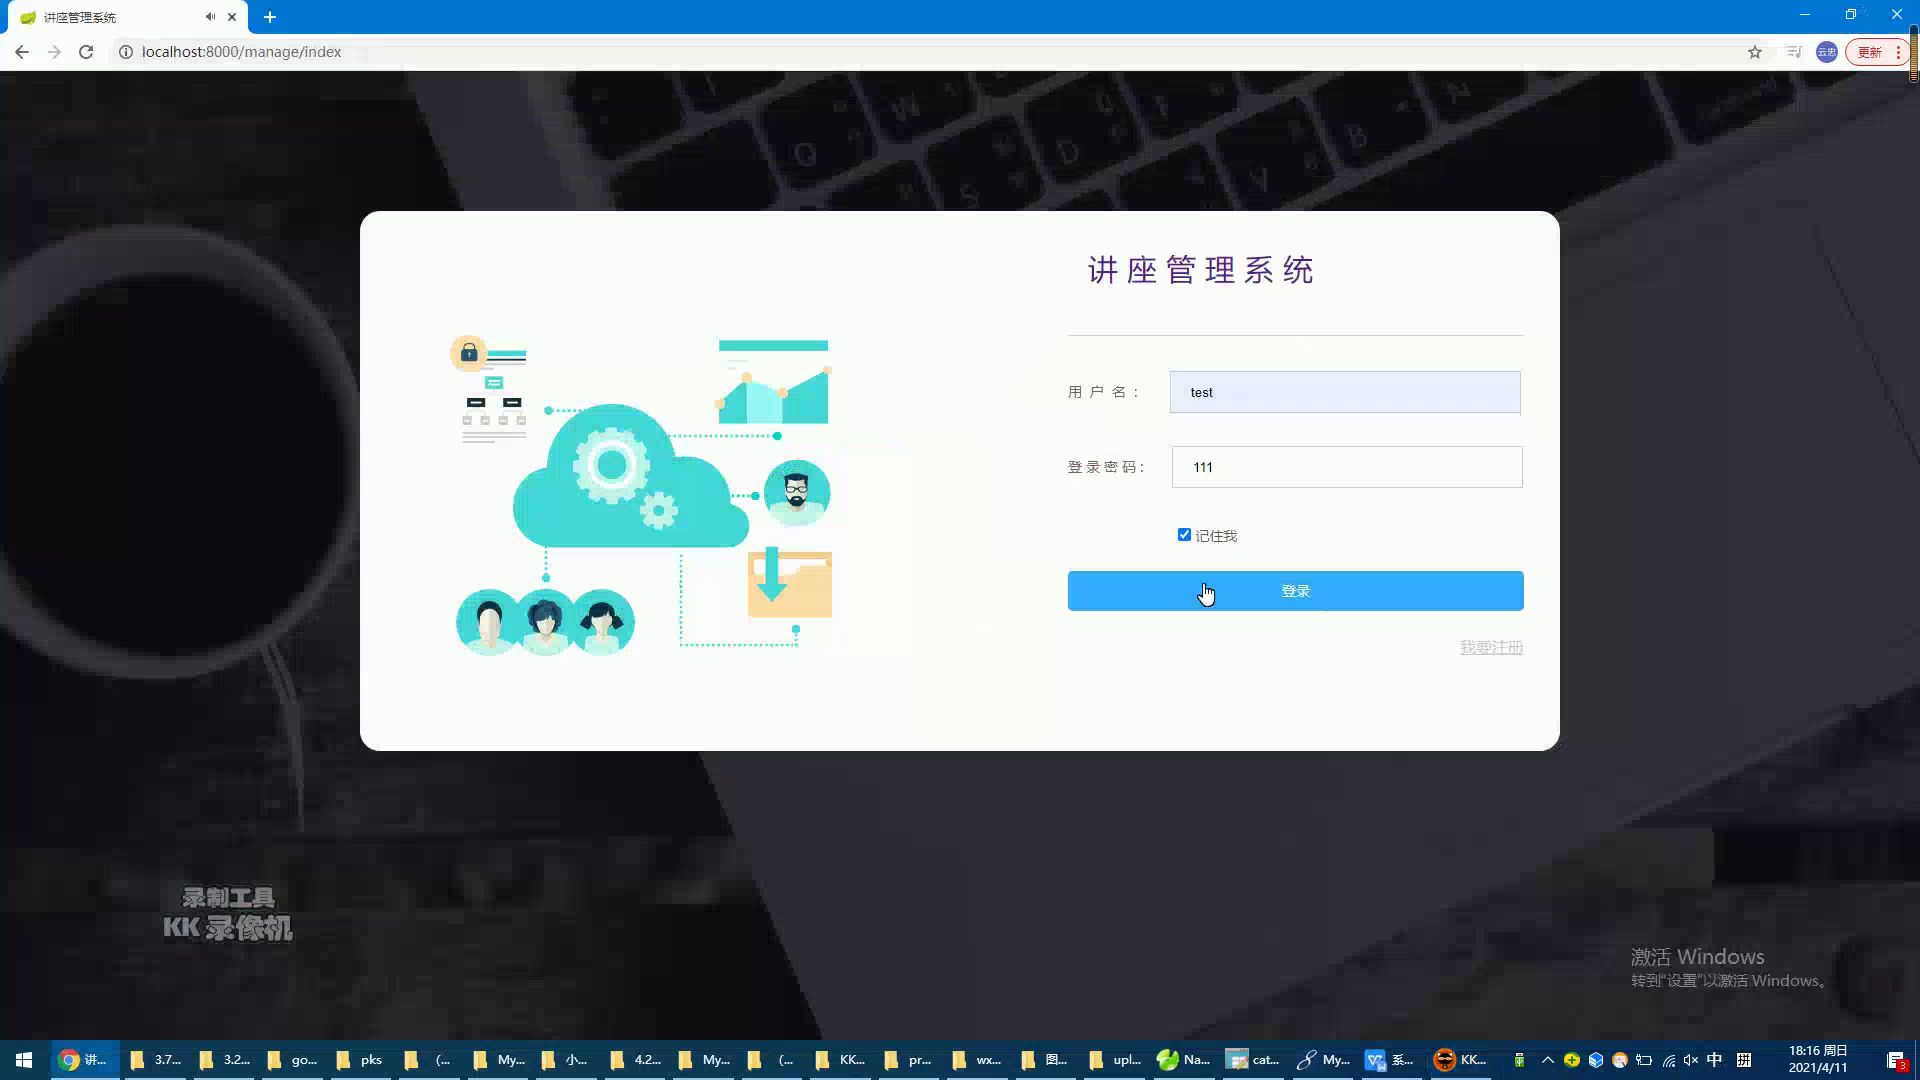 讲座管理系统
localhost:8000/manage/index
云忠
更新
讲座管理系统
用户名:
test
登录密码:
111
记住我
登录
我要注册
录制工具
KK 录像机
激活 Windows
转到"设置"以激活 Windows。
讲...
3.7...
3.2...
go...
pks
(...
My...
小...
4.2...
My...
(...
KK...
pr...
wx...
图...
upl...
Na...
cat...
My...
系...
KK...
中
拼
18:16 周日
2021/4/11
3